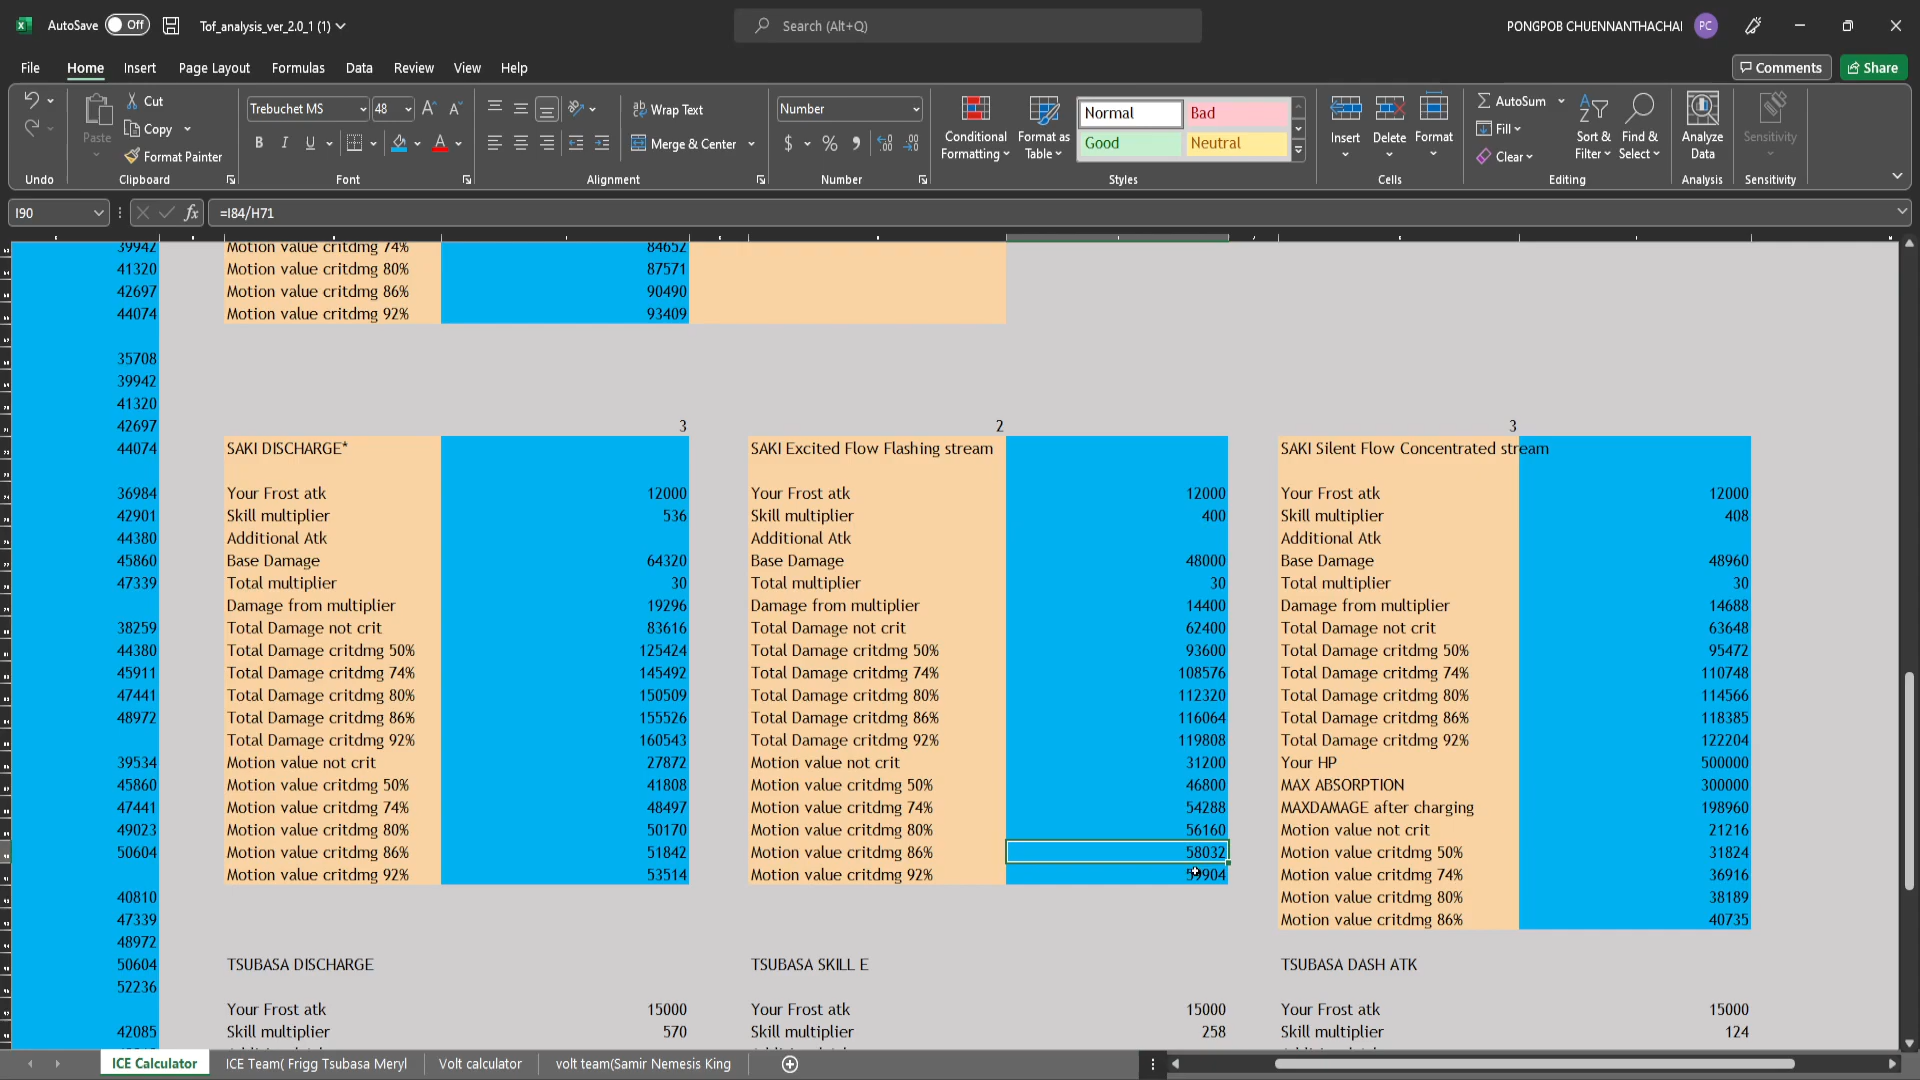 AutoSave Off Tof_analysis_ver_2.0_1 (1) Search (Alt+Q) PONGPOB CHUENNANTHACHAI PC
File Home Insert Page Layout Formulas Data Review View Help Comments Share
Paste Cut Copy Format Painter
Trebuchet MS 48
B I U A
Wrap Text
Merge & Center
Number
$ % ,
Conditional Formatting Format as Table
Normal Bad
Good Neutral
Insert Delete Format
AutoSum Fill Clear
Sort & Filter Find & Select
Analyze Data
Sensitivity
Undo Clipboard Font Alignment Number Styles Cells Editing Analysis Sensitivity
I90 fx =I84/H71
39942 Motion value critdmg 74% 84652
41320 Motion value critdmg 80% 87571
42697 Motion value critdmg 86% 90490
44074 Motion value critdmg 92% 93409
35708
39942
41320
42697 3 2 3
44074 SAKI DISCHARGE* SAKI Excited Flow Flashing stream SAKI Silent Flow Concentrated stream
36984 Your Frost atk 12000 Your Frost atk 12000 Your Frost atk 12000
42901 Skill multiplier 536 Skill multiplier 400 Skill multiplier 408
44380 Additional Atk Additional Atk Additional Atk
45860 Base Damage 64320 Base Damage 48000 Base Damage 48960
47339 Total multiplier 30 Total multiplier 30 Total multiplier 30
Damage from multiplier 19296 Damage from multiplier 14400 Damage from multiplier 14688
38259 Total Damage not crit 83616 Total Damage not crit 62400 Total Damage not crit 63648
44380 Total Damage critdmg 50% 125424 Total Damage critdmg 50% 93600 Total Damage critdmg 50% 95472
45911 Total Damage critdmg 74% 145492 Total Damage critdmg 74% 108576 Total Damage critdmg 74% 110748
47441 Total Damage critdmg 80% 150509 Total Damage critdmg 80% 112320 Total Damage critdmg 80% 114566
48972 Total Damage critdmg 86% 155526 Total Damage critdmg 86% 116064 Total Damage critdmg 86% 118385
Total Damage critdmg 92% 160543 Total Damage critdmg 92% 119808 Total Damage critdmg 92% 122204
39534 Motion value not crit 27872 Motion value not crit 31200 Your HP 500000
45860 Motion value critdmg 50% 41808 Motion value critdmg 50% 46800 MAX ABSORPTION 300000
47441 Motion value critdmg 74% 48497 Motion value critdmg 74% 54288 MAXDAMAGE after charging 198960
49023 Motion value critdmg 80% 50170 Motion value critdmg 80% 56160 Motion value not crit 21216
50604 Motion value critdmg 86% 51842 Motion value critdmg 86% 58032 Motion value critdmg 50% 31824
Motion value critdmg 92% 53514 Motion value critdmg 92% 59904 Motion value critdmg 74% 36916
40810 Motion value critdmg 80% 38189
47339 Motion value critdmg 86% 40735
48972
50604 TSUBASA DISCHARGE TSUBASA SKILL E TSUBASA DASH ATK
52236
Your Frost atk 15000 Your Frost atk 15000 Your Frost atk 15000
42085 Skill multiplier 570 Skill multiplier 258 Skill multiplier 124
ICE Calculator ICE Team( Frigg Tsubasa Meryl Volt calculator volt team(Samir Nemesis King